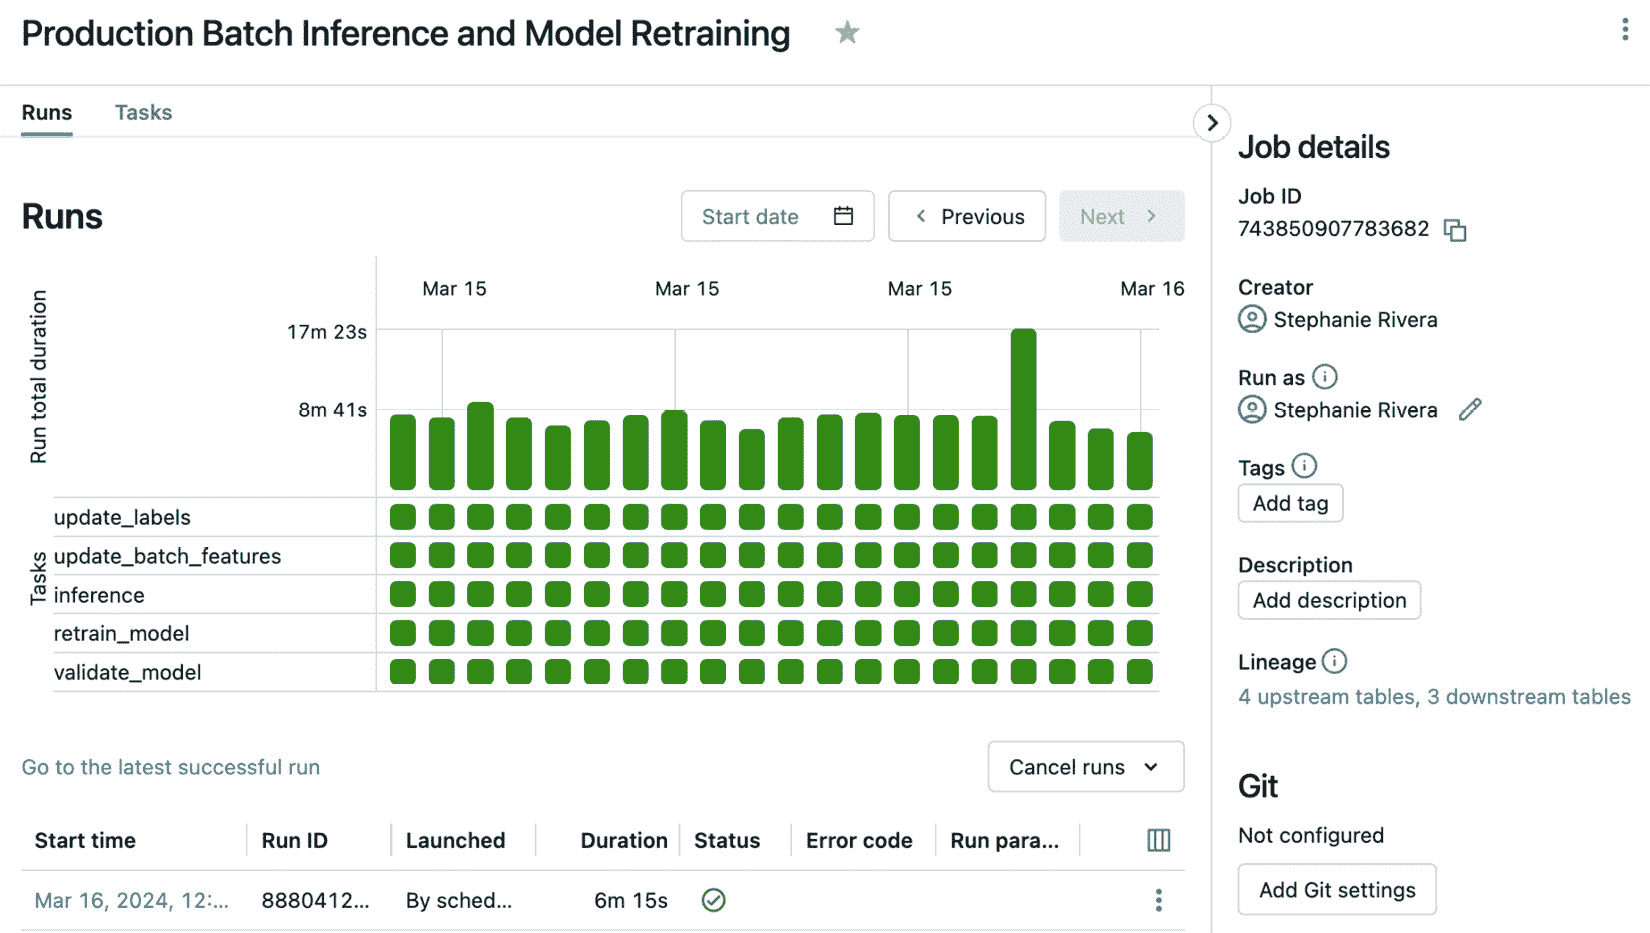 Production Batch Inference and Model Retraining
Runs Tasks
Runs
Start date
Previous
Next
Mar 15 Mar 15 Mar 15 Mar 16
Run total duration
17m 23s
8m 41s
Tasks
update_labels
update_batch_features
inference
retrain_model
validate_model
Go to the latest successful run
Cancel runs
Start time Run ID Launched Duration Status Error code Run para...
Mar 16, 2024, 12:... 8880412... By sched... 6m 15s
Job details
Job ID
743850907783682
Creator
Stephanie Rivera
Run as
Stephanie Rivera
Tags
Add tag
Description
Add description
Lineage
4 upstream tables, 3 downstream tables
Git
Not configured
Add Git settings